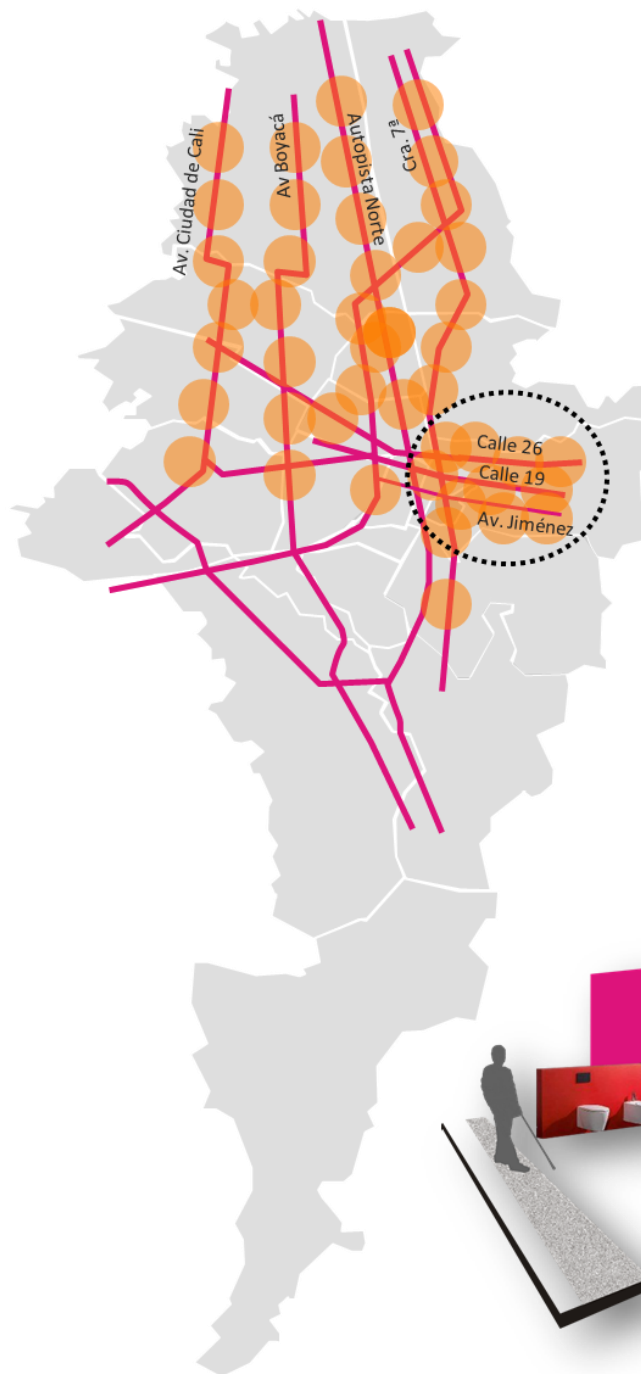 Av. Ciudad de Cali
Av Boyacá
Autopista Norte
Cra. 7ª
Calle 26
Calle 19
Av. Jiménez